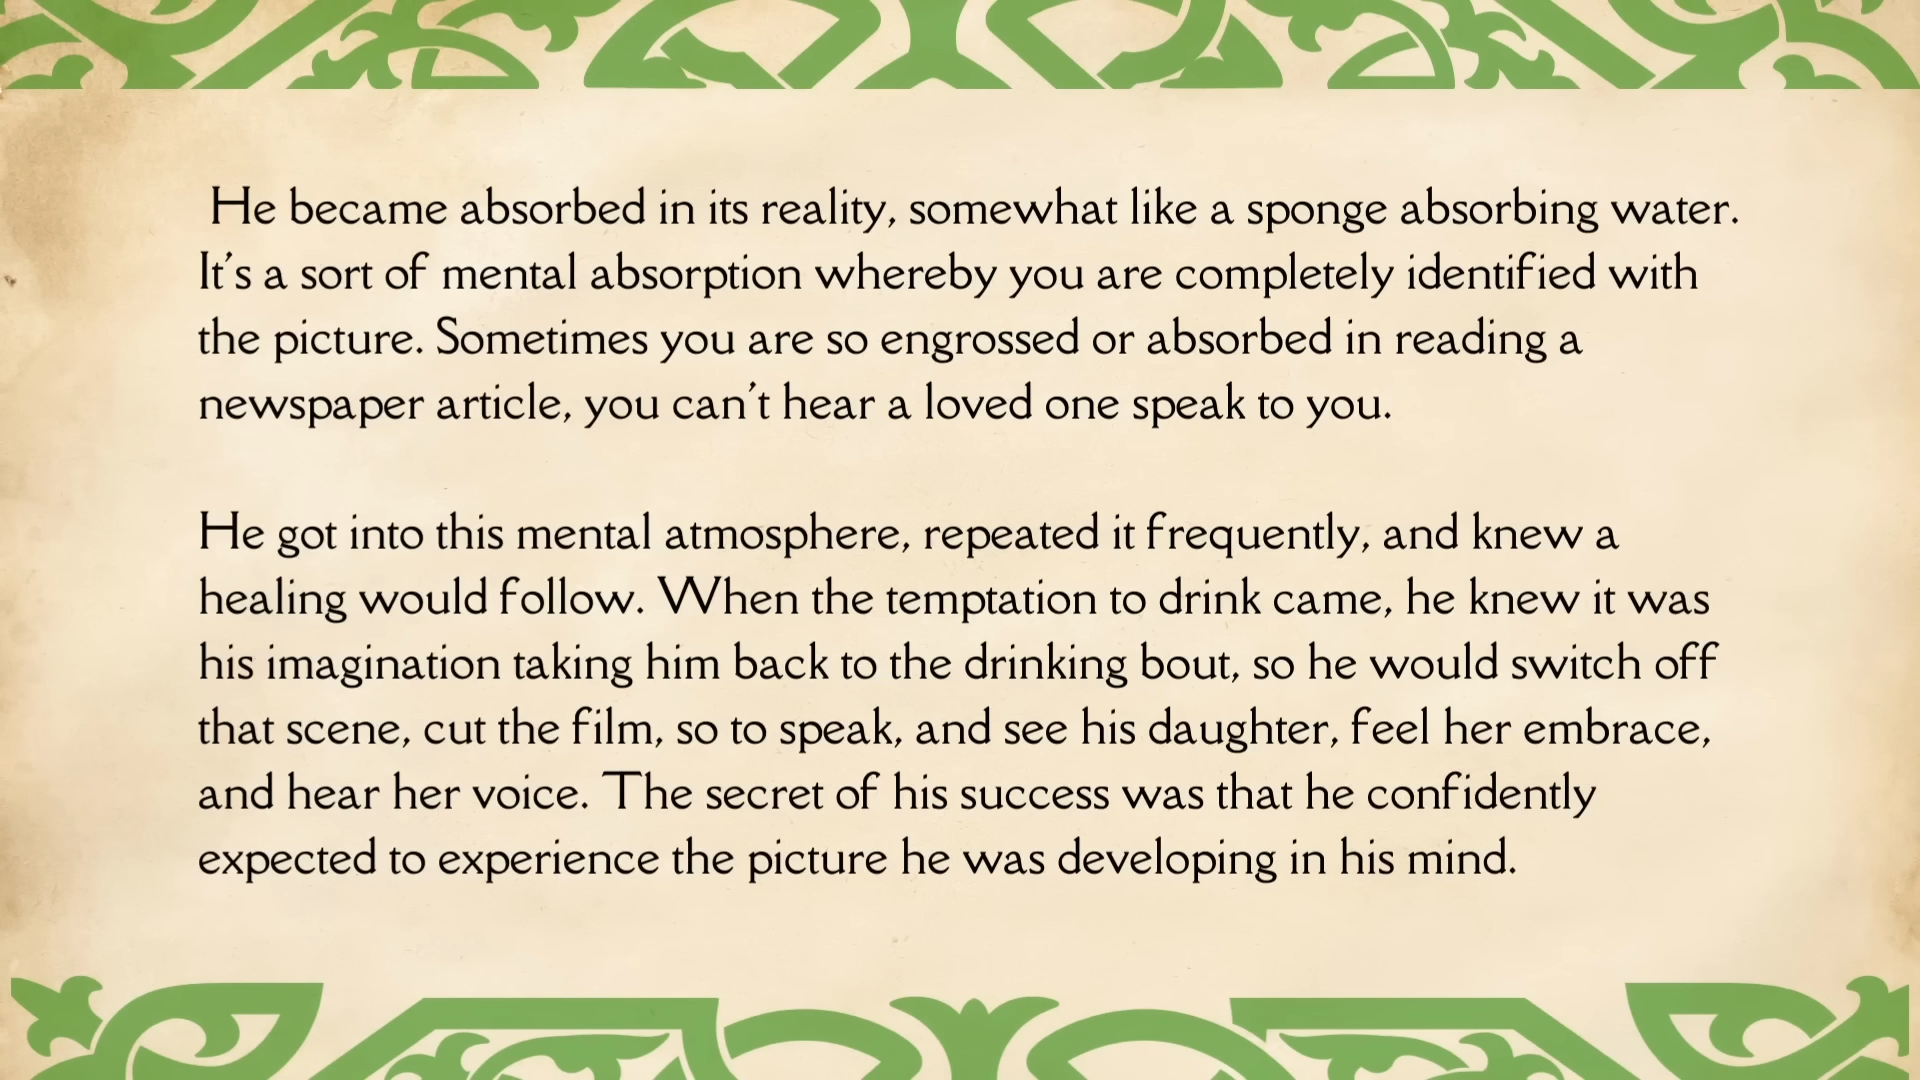 He became absorbed in its reality, somewhat like a sponge absorbing water.
It’s a sort of mental absorption whereby you are completely identified with
the picture. Sometimes you are so engrossed or absorbed in reading a
newspaper article, you can’t hear a loved one speak to you.
He got into this mental atmosphere, repeated it frequently, and knew a
healing would follow. When the temptation to drink came, he knew it was
his imagination taking him back to the drinking bout, so he would switch off
that scene, cut the film, so to speak, and see his daughter, feel her embrace,
and hear her voice. The secret of his success was that he confidently
expected to experience the picture he was developing in his mind.